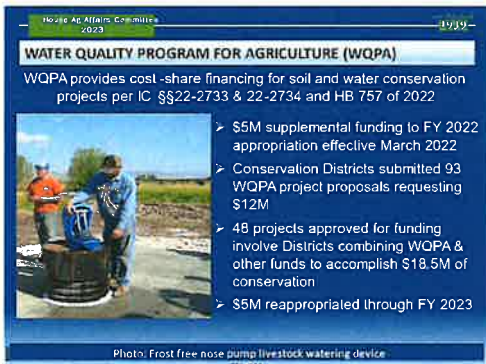 House Ag Affairs Committee
2023
1939
WATER QUALITY PROGRAM FOR AGRICULTURE (WQPA)
WQPA provides cost -share financing for soil and water conservation
projects per IC §§22-2733 & 22-2734 and HB 757 of 2022
➢ $5M supplemental funding to FY 2022
appropriation effective March 2022
➢ Conservation Districts submitted 93
WQPA project proposals requesting
$12M
➢ 48 projects approved for funding
involve Districts combining WQPA &
other funds to accomplish $18.5M of
conservation
➢ $5M reappropriated through FY 2023
Photo: Frost free nose pump livestock watering device